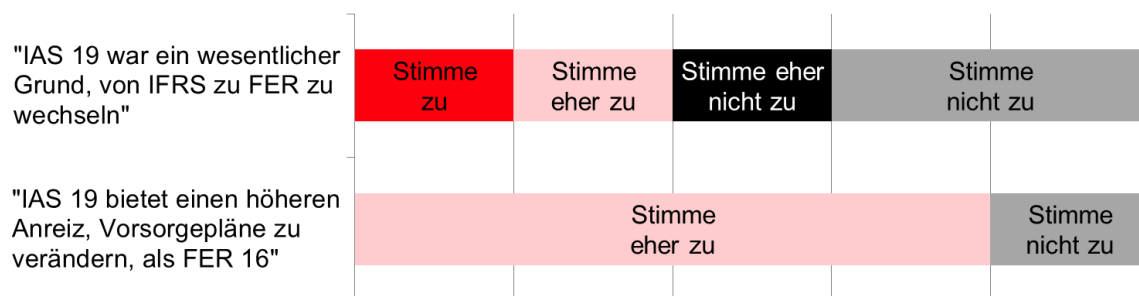 "IAS 19 war ein wesentlicher
Grund, von IFRS zu FER zu
wechseln"
Stimme
zu
Stimme
eher zu
Stimme eher
nicht zu
Stimme
nicht zu
"IAS 19 bietet einen höheren
Anreiz, Vorsorgepläne zu
verändern, als FER 16"
Stimme
eher zu
Stimme
nicht zu